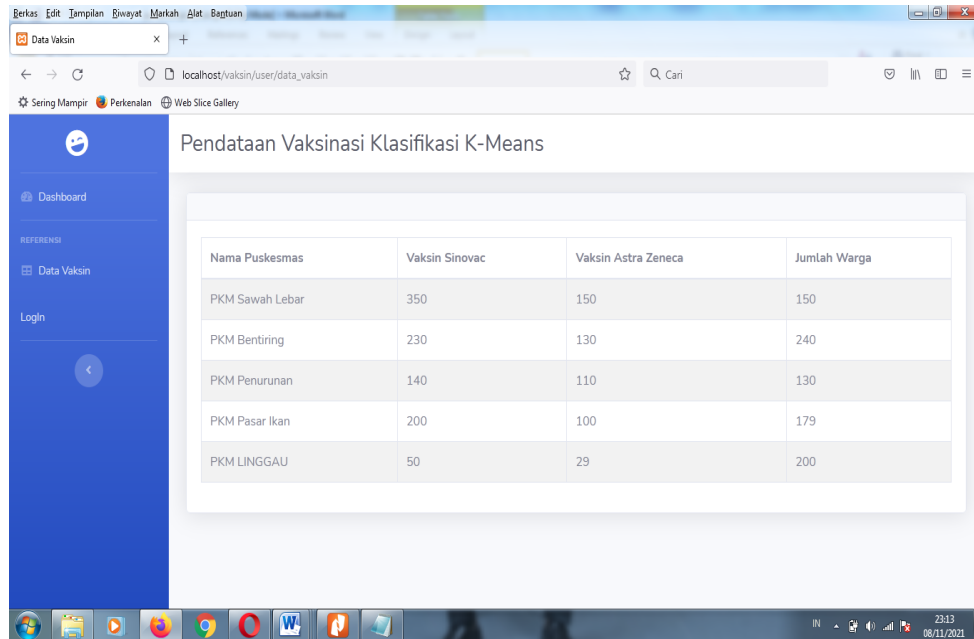 Berkas Edit Tampilan Riwayat Markah Alat Bantuan
Data Vaksin
localhost/vaksin/user/data_vaksin
Cari
Sering Mampir Perkenalan Web Slice Gallery
Pendataan Vaksinasi Klasifikasi K-Means
Dashboard
REFERENSI
Data Vaksin
LogIn
Nama Puskesmas Vaksin Sinovac Vaksin Astra Zeneca Jumlah Warga
PKM Sawah Lebar 350 150 150
PKM Bentiring 230 130 240
PKM Penurunan 140 110 130
PKM Pasar Ikan 200 100 179
PKM LINGGAU 50 29 200
IN 23:13
08/11/2021